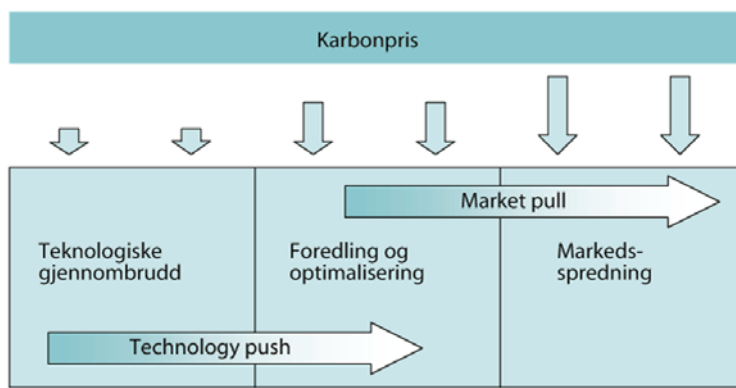 Karbonpris
Market pull
Teknologiske
gjennombrudd
Foredling og
optimalisering
Markeds-
spredning
Technology push